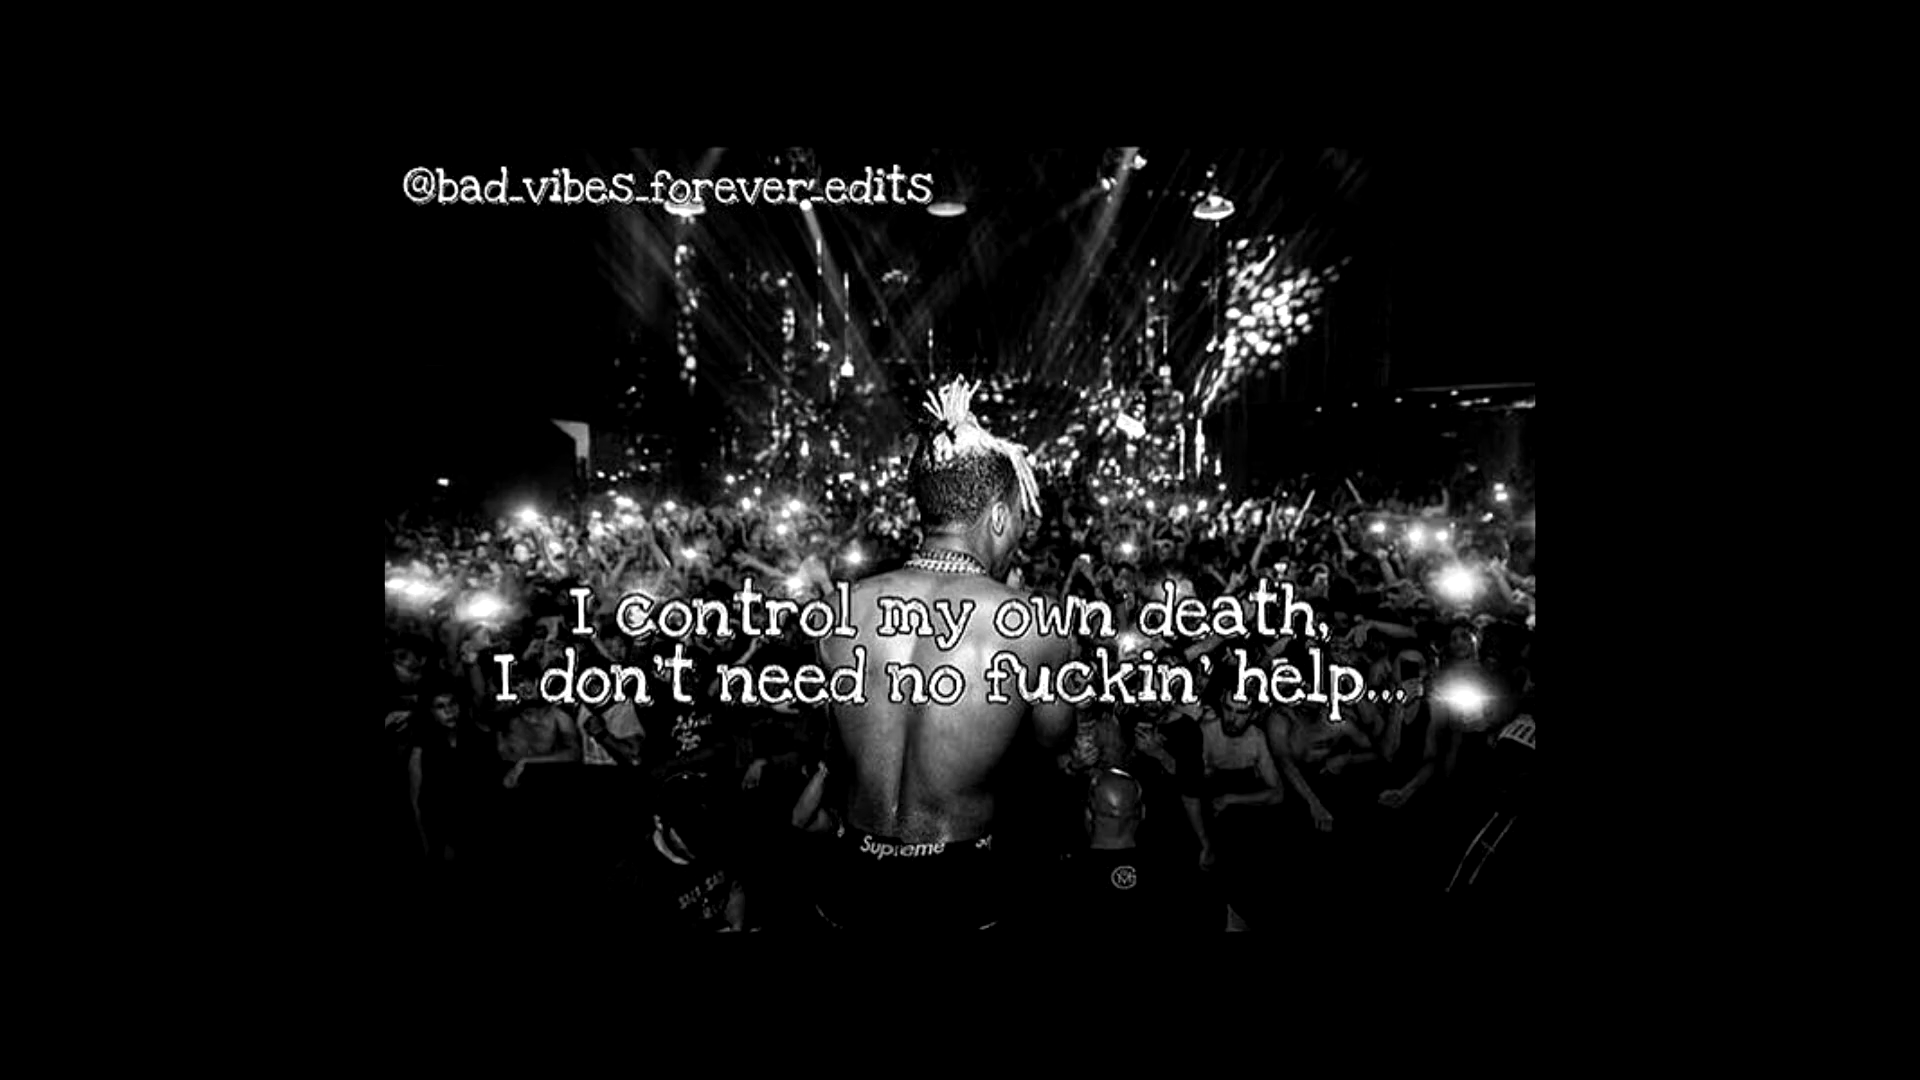 @bad_vibes_forever_edits
I control my own death,
I don't need no fuckin' help...
Supreme